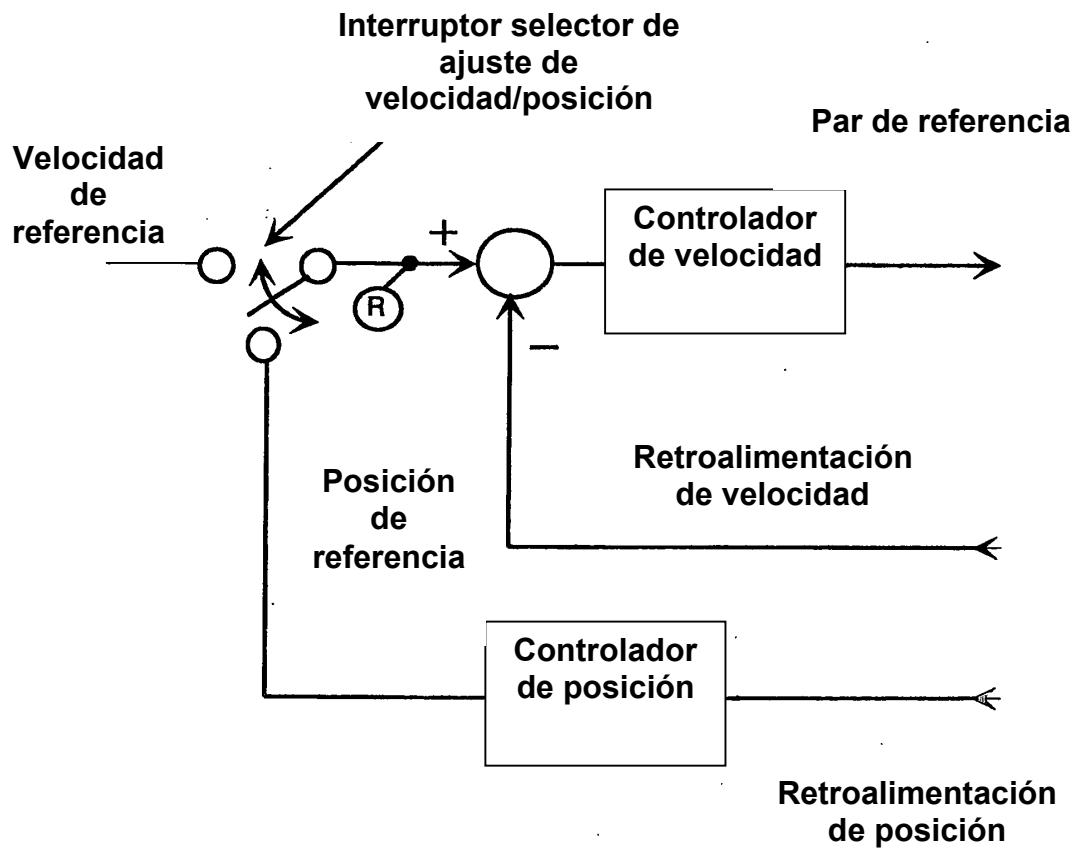 Interruptor selector de
ajuste de
velocidad/posición
Par de referencia
Velocidad
de
referencia
+
Controlador
de velocidad
R
—
Retroalimentación
de velocidad
Posición
de
referencia
Controlador
de posición
Retroalimentación
de posición